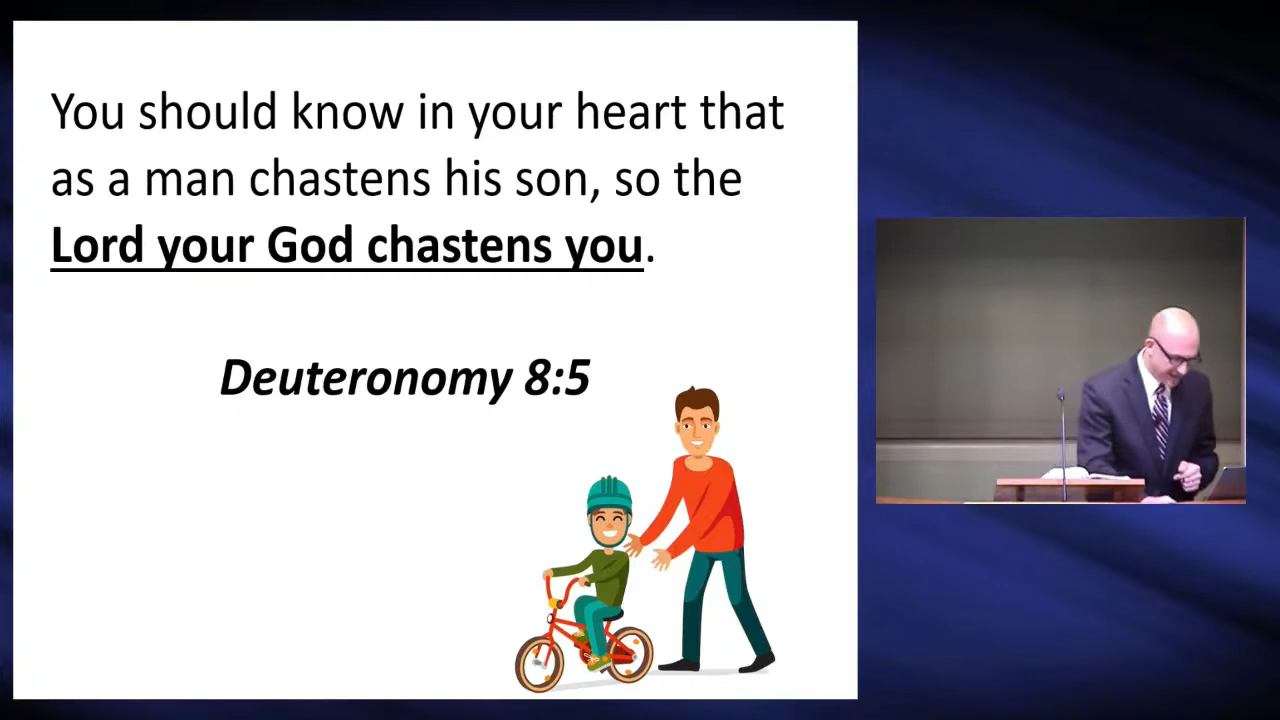 You should know in your heart that
as a man chastens his son, so the
Lord your God chastens you.
Deuteronomy 8:5